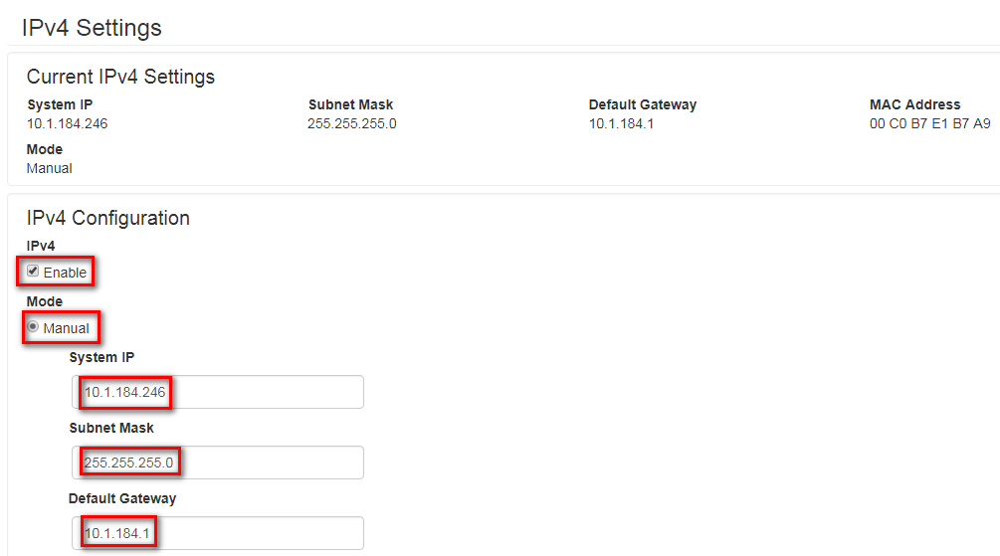 IPv4 Settings
Current IPv4 Settings
System IP Subnet Mask Default Gateway MAC Address
10.1.184.246 255.255.255.0 10.1.184.1 00 C0 B7 E1 B7 A9
Mode
Manual
IPv4 Configuration
IPv4
Enable
Mode
Manual
System IP
10.1.184.246
Subnet Mask
255.255.255.0
Default Gateway
10.1.184.1